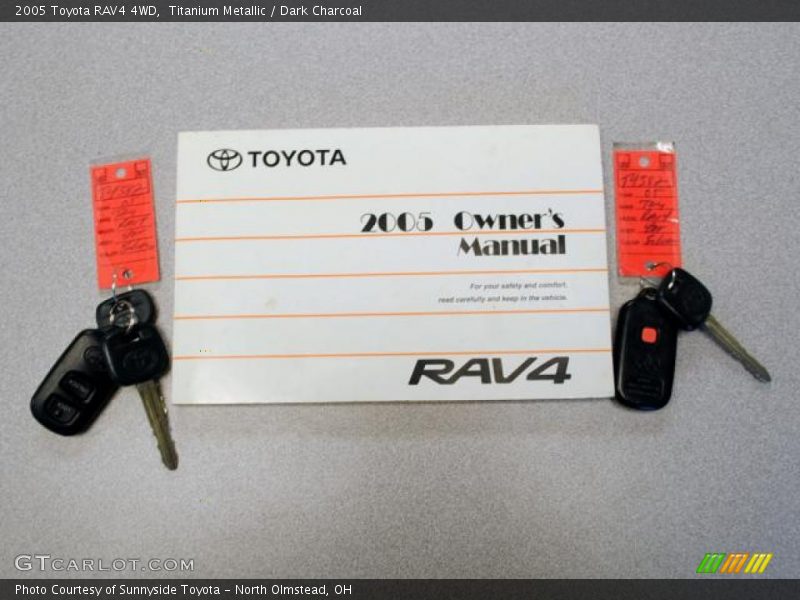 2005 Toyota RAV4 4WD, Titanium Metallic / Dark Charcoal
TOYOTA
2005 Owner's
Manual
For your safety and comfort,
read carefully and keep in the vehicle.
RAV4
GTCARLOT.COM
Photo Courtesy of Sunnyside Toyota - North Olmstead, OH